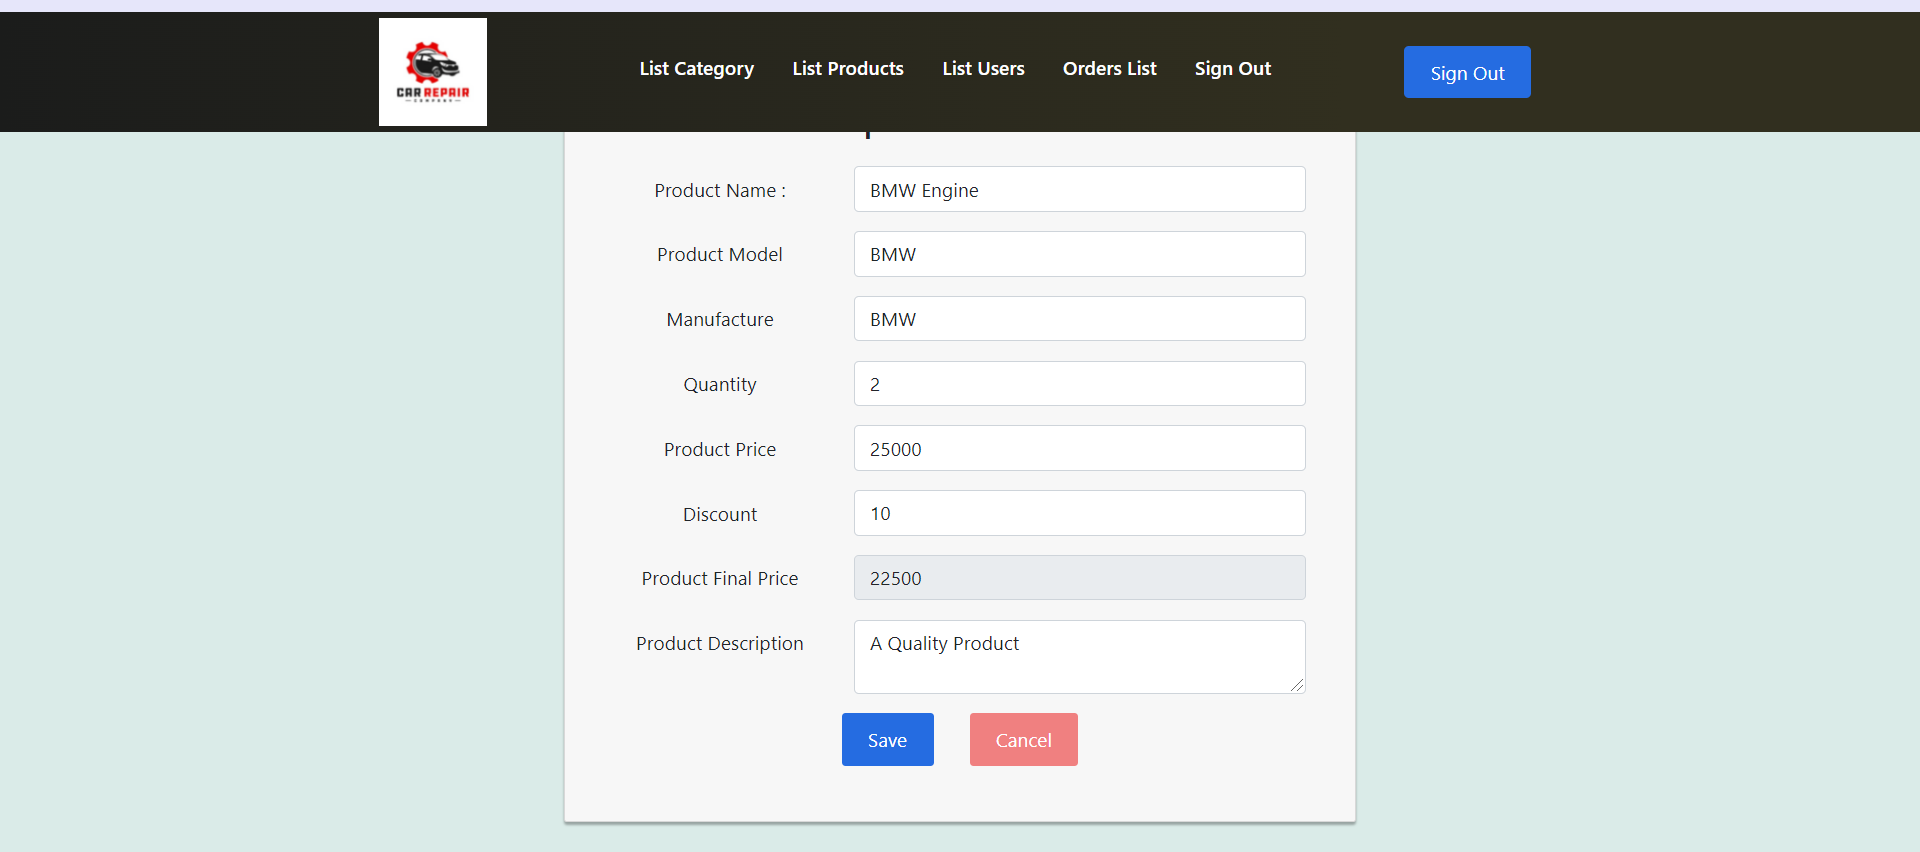 CAR REPAIR
COMPANY
List Category List Products List Users Orders List Sign Out Sign Out
Product Name : BMW Engine
Product Model BMW
Manufacture BMW
Quantity 2
Product Price 25000
Discount 10
Product Final Price 22500
Product Description A Quality Product
Save Cancel